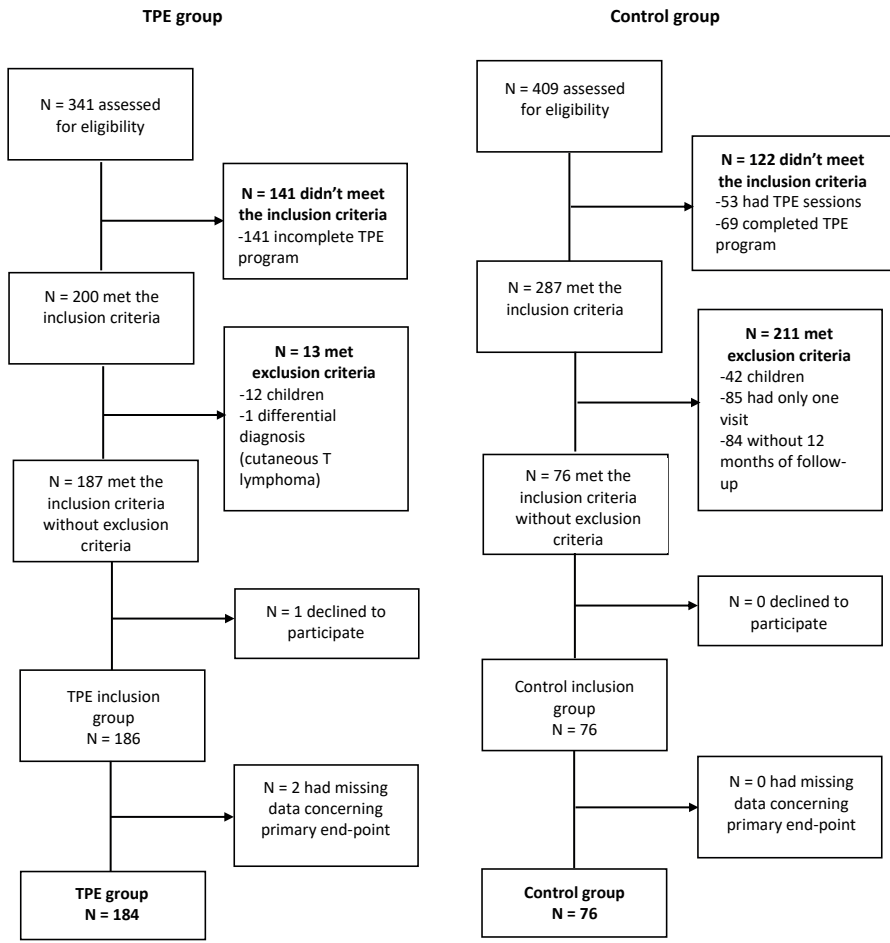 TPE group
N = 341 assessed
for eligibility
N = 141 didn't meet
the inclusion criteria
-141 incomplete TPE
program
N = 200 met the
inclusion criteria
N = 13 met
exclusion criteria
-12 children
-1 differential
diagnosis
(cutaneous T
lymphoma)
N = 187 met the
inclusion criteria
without exclusion
criteria
N = 1 declined to
participate
TPE inclusion
group
N = 186
N = 2 had missing
data concerning
primary end-point
TPE group
N = 184
Control group
N = 409 assessed
for eligibility
N = 122 didn't meet
the inclusion criteria
-53 had TPE sessions
-69 completed TPE
program
N = 287 met the
inclusion criteria
N = 211 met
exclusion criteria
-42 children
-85 had only one
visit
-84 without 12
months of follow-
up
N = 76 met the
inclusion criteria
without exclusion
criteria
N = 0 declined to
participate
Control inclusion
group
N = 76
N = 0 had missing
data concerning
primary end-point
Control group
N = 76